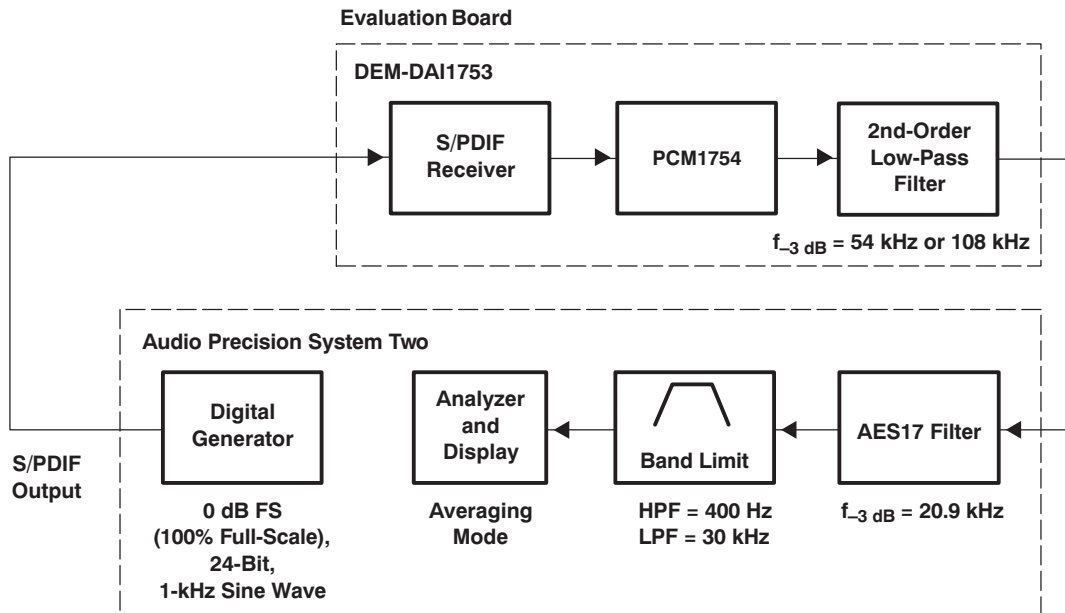 Evaluation Board
DEM-DAI1753
S/PDIF
Receiver
PCM1754
2nd-Order
Low-Pass
Filter
f–3 dB = 54 kHz or 108 kHz
Audio Precision System Two
Digital
Generator
Analyzer
and
Display
Band Limit
AES17 Filter
S/PDIF
Output
0 dB FS
(100% Full-Scale),
24-Bit,
1-kHz Sine Wave
Averaging
Mode
HPF = 400 Hz
LPF = 30 kHz
f–3 dB = 20.9 kHz